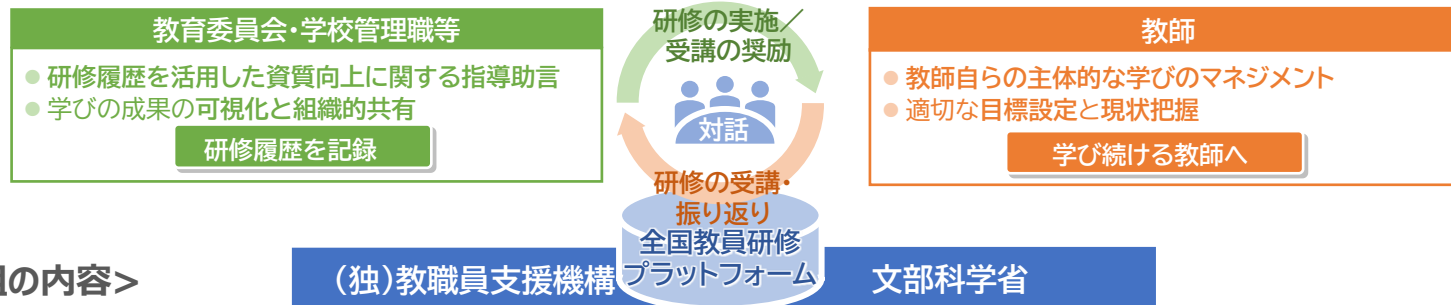 教育委員会・学校管理職等
● 研修履歴を活用した資質向上に関する指導助言
● 学びの成果の可視化と組織的共有
研修履歴を記録
研修の実施／
受講の奨励
対話
研修の受講・
振り返り
教師
● 教師自らの主体的な学びのマネジメント
● 適切な目標設定と現状把握
学び続ける教師へ
全国教員研修
プラットフォーム
（独）教職員支援機構
文部科学省
の内容>